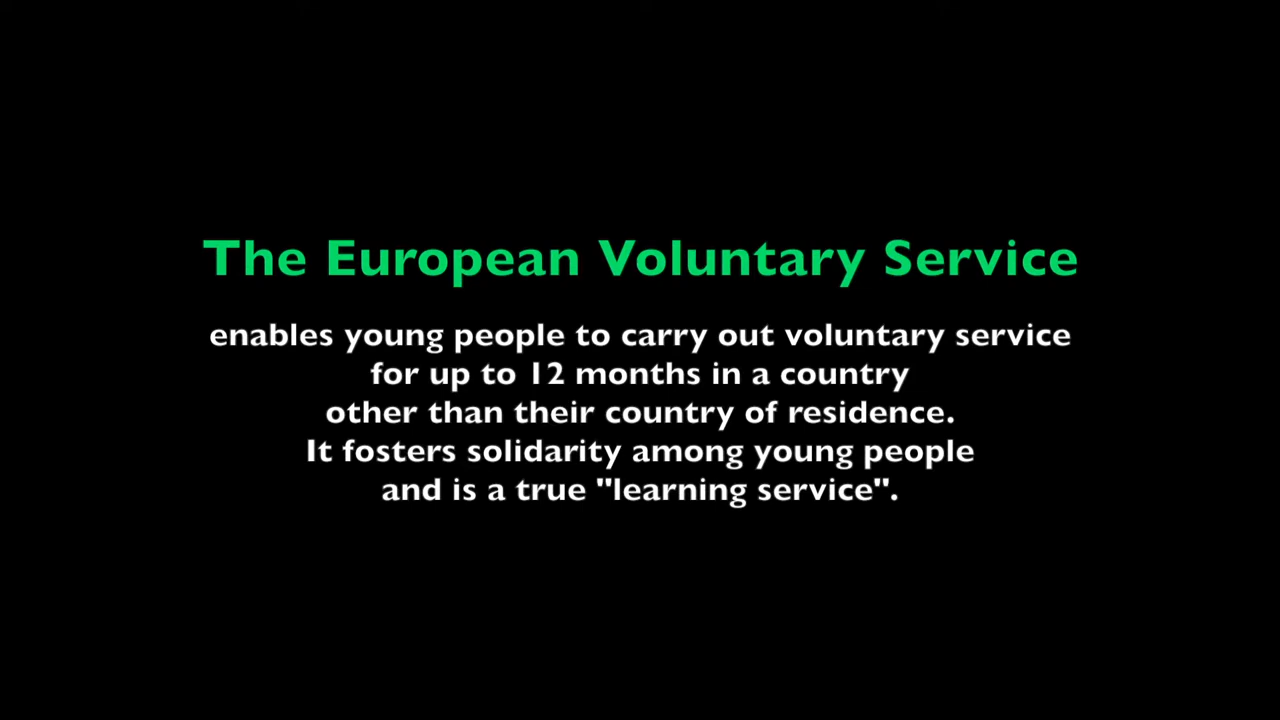 The European Voluntary Service
enables young people to carry out voluntary service
for up to 12 months in a country
other than their country of residence.
It fosters solidarity among young people
and is a true "learning service".